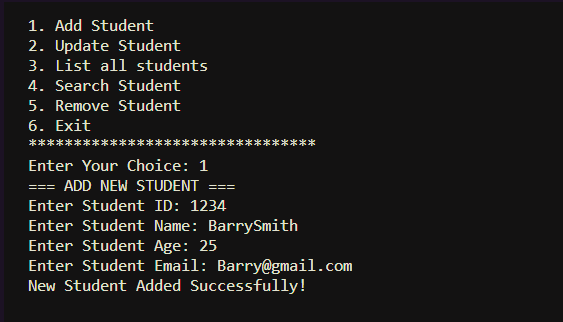 1. Add Student
2. Update Student
3. List all students
4. Search Student
5. Remove Student
6. Exit
********************************
Enter Your Choice: 1
=== ADD NEW STUDENT ===
Enter Student ID: 1234
Enter Student Name: BarrySmith
Enter Student Age: 25
Enter Student Email: Barry@gmail.com
New Student Added Successfully!